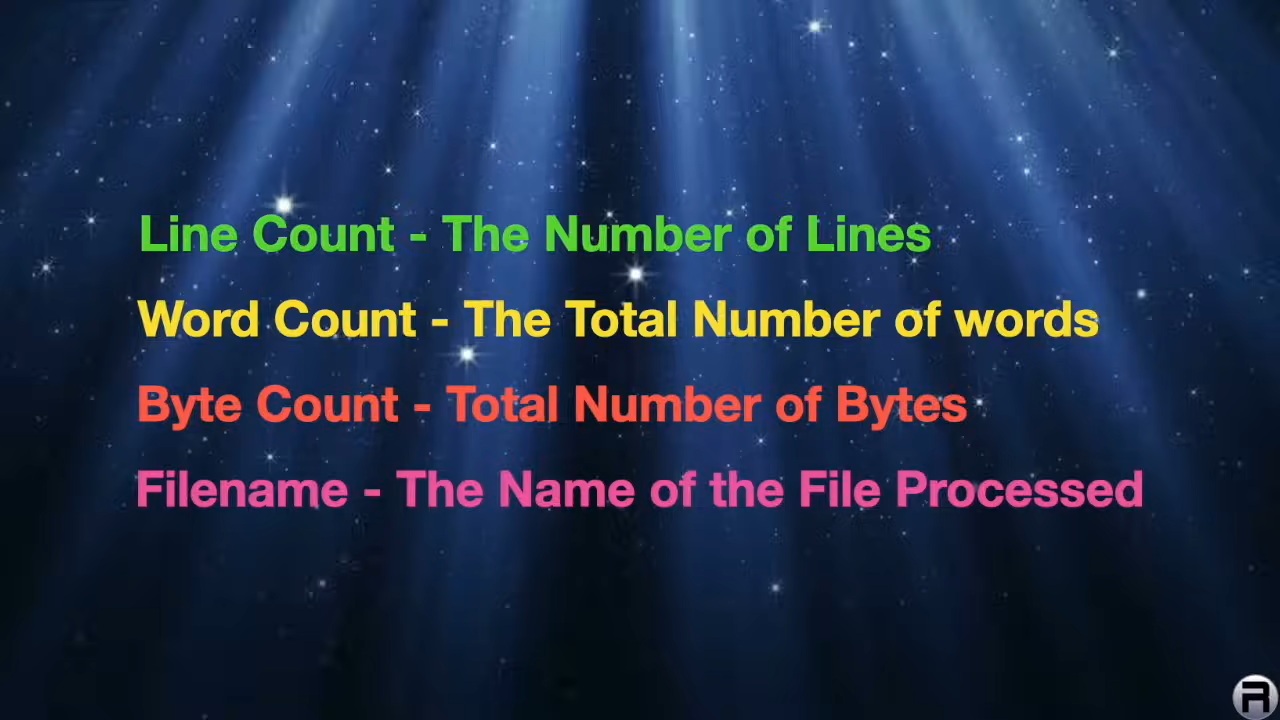 Line Count - The Number of Lines
Word Count - The Total Number of words
Byte Count - Total Number of Bytes
Filename - The Name of the File Processed